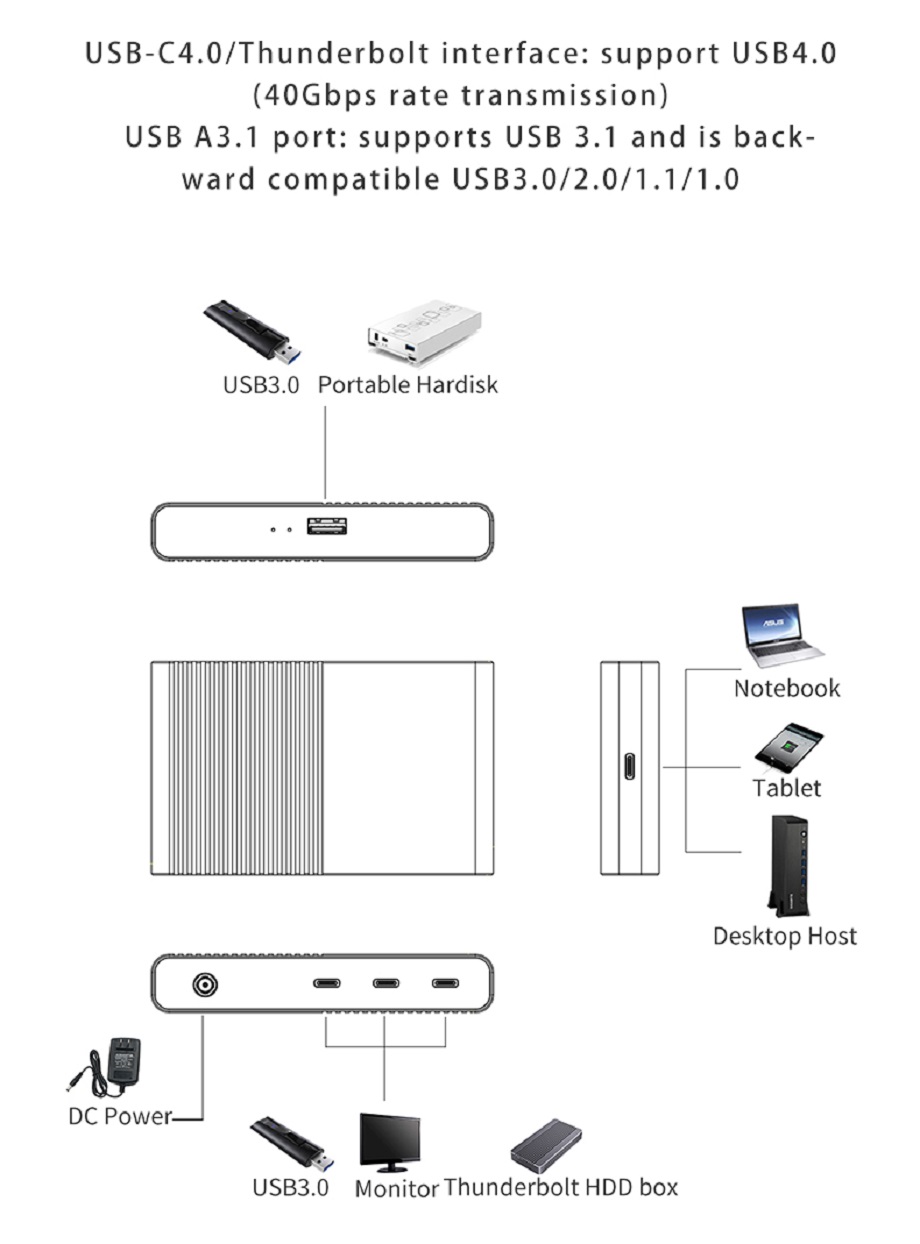 USB-C4.0/Thunderbolt interface: support USB4.0
(40Gbps rate transmission)
USB A3.1 port: supports USB 3.1 and is back-
ward compatible USB3.0/2.0/1.1/1.0
USB3.0 Portable Hardisk
ASUS
Notebook
Tablet
Desktop Host
DC Power
USB3.0 Monitor Thunderbolt HDD box